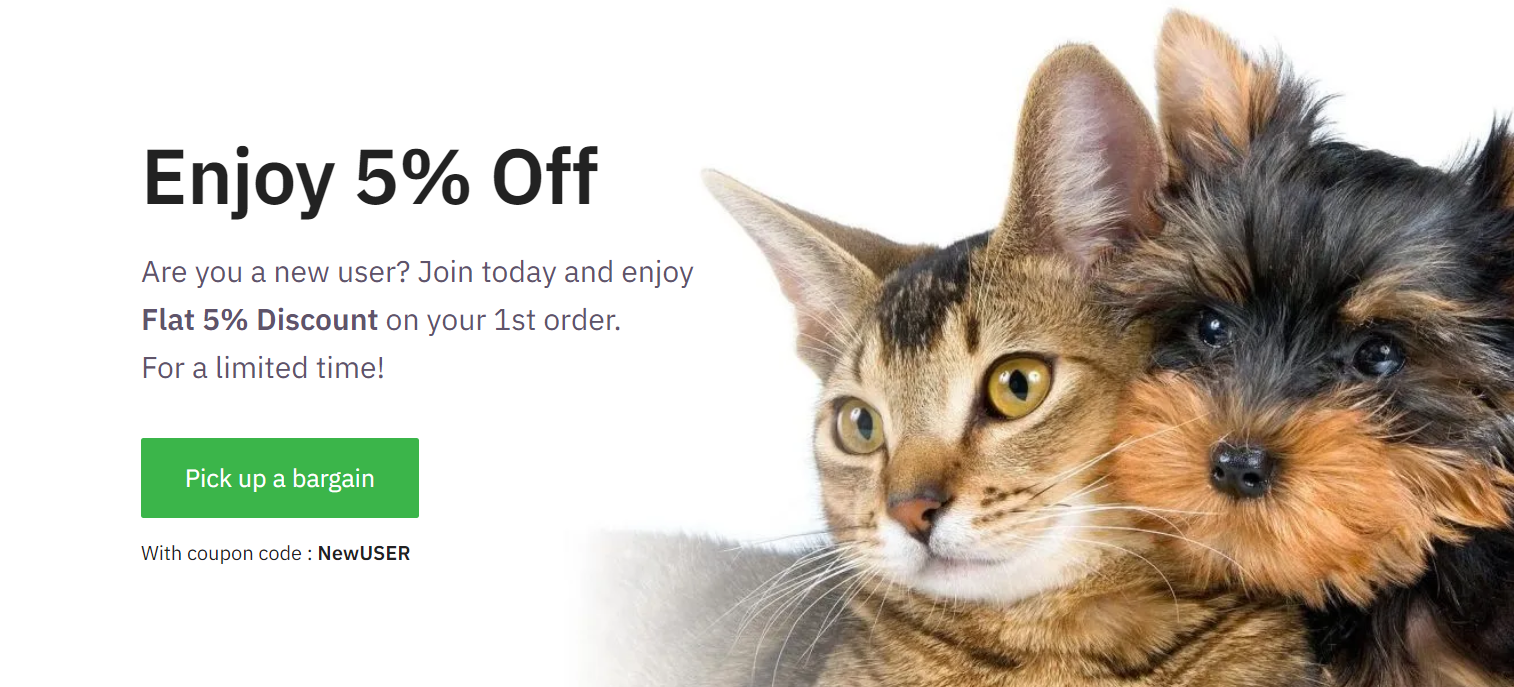 Enjoy 5% Off
Are you a new user? Join today and enjoy
Flat 5% Discount on your 1st order.
For a limited time!
Pick up a bargain
With coupon code : NewUSER